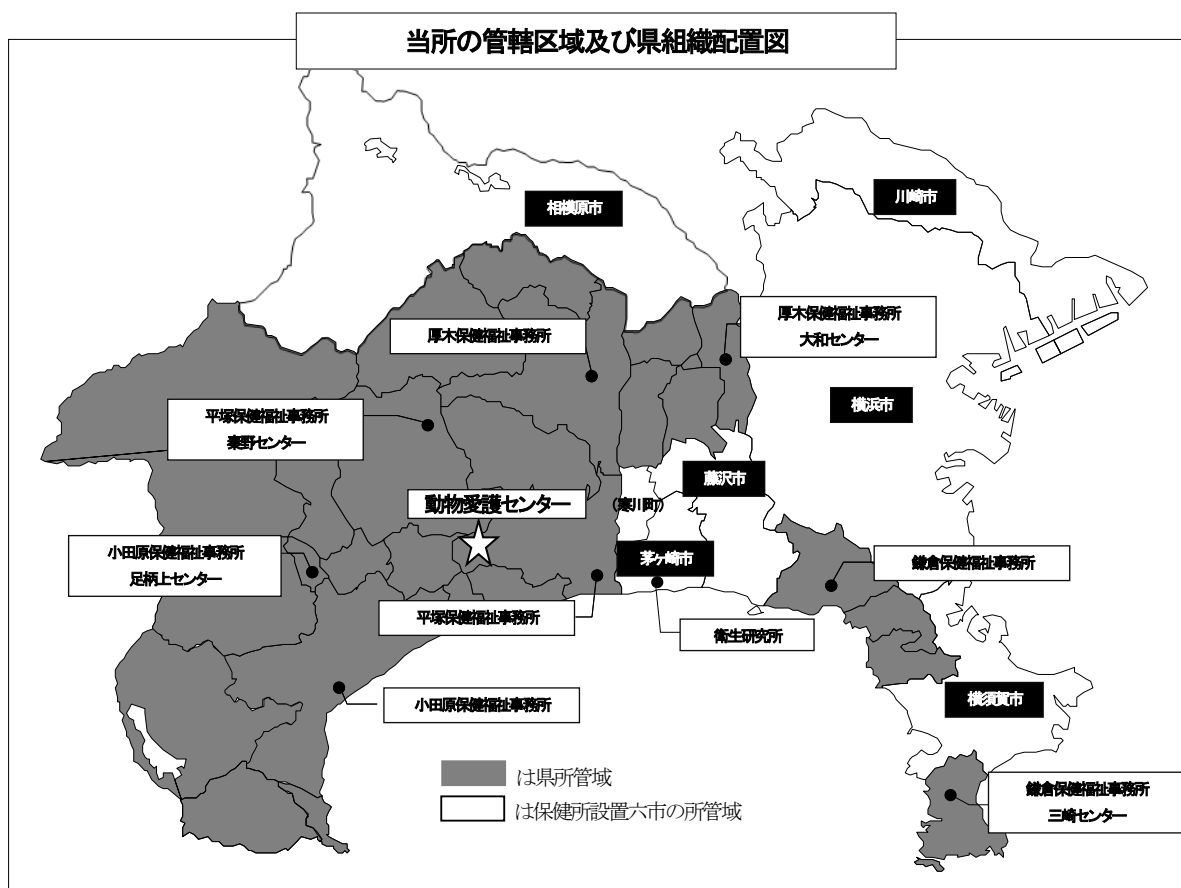 当所の管轄区域及び県組織配置図
相模原市
川崎市
厚木保健福祉事務所
厚木保健福祉事務所
大和センター
横浜市
平塚保健福祉事務所
秦野センター
藤沢市
動物愛護センター
(寒川町)
小田原保健福祉事務所
足柄上センター
茅ヶ崎市
鎌倉保健福祉事務所
平塚保健福祉事務所
衛生研究所
横須賀市
小田原保健福祉事務所
は県所管域
は保健所設置六市の所管域
鎌倉保健福祉事務所
三崎センター